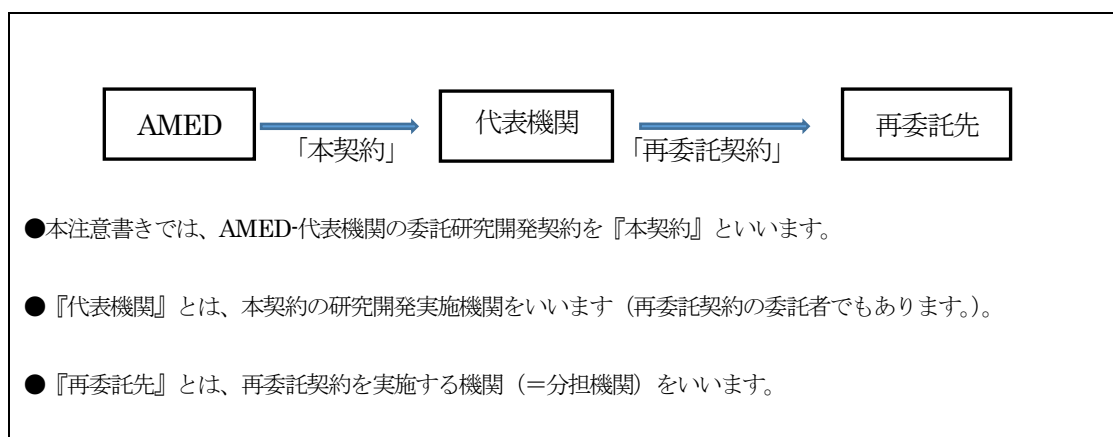 AMED
代表機関
再委託先
「本契約」
「再委託契約」
●本注意書きでは、AMED-代表機関の委託研究開発契約を『本契約』といいます。
●『代表機関』とは、本契約の研究開発実施機関をいいます（再委託契約の委託者でもあります。）。
●『再委託先』とは、再委託契約を実施する機関（＝分担機関）をいいます。